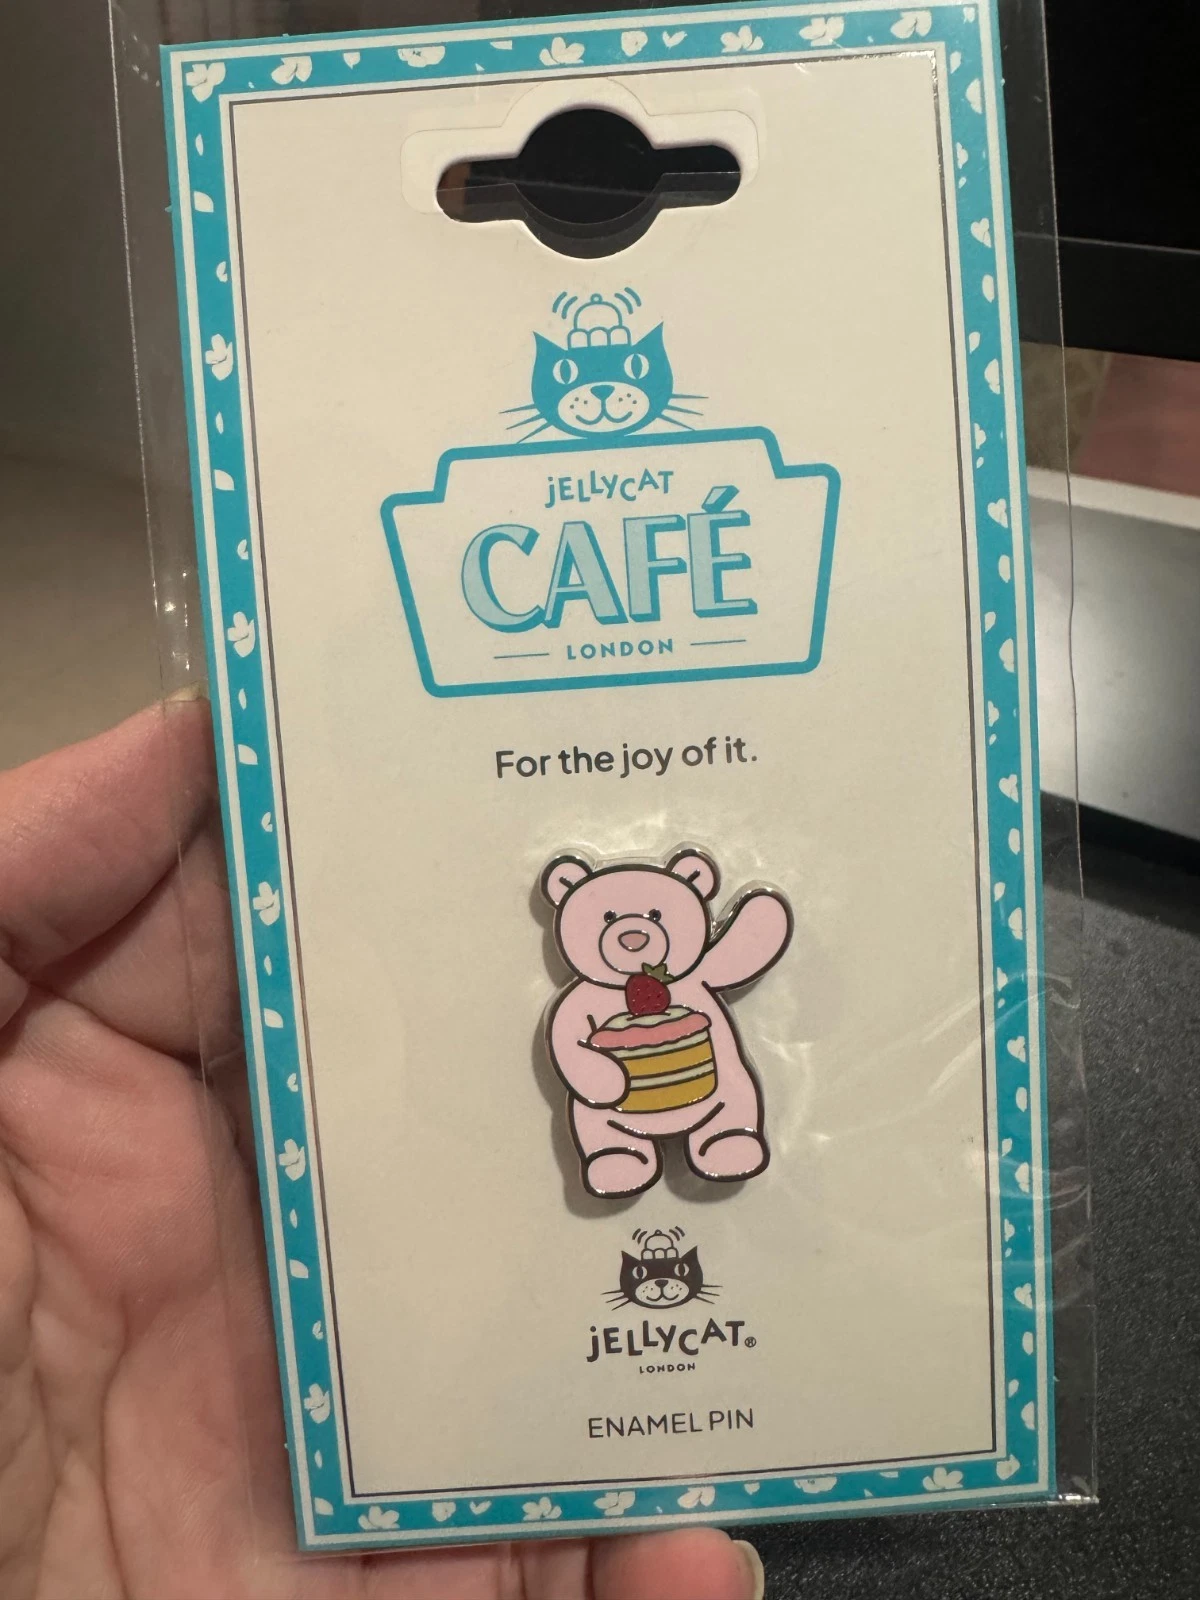 jELLYCAT
CAFÉ
LONDON
For the joy of it.
jELLYCAT®
LONDON
ENAMEL PIN